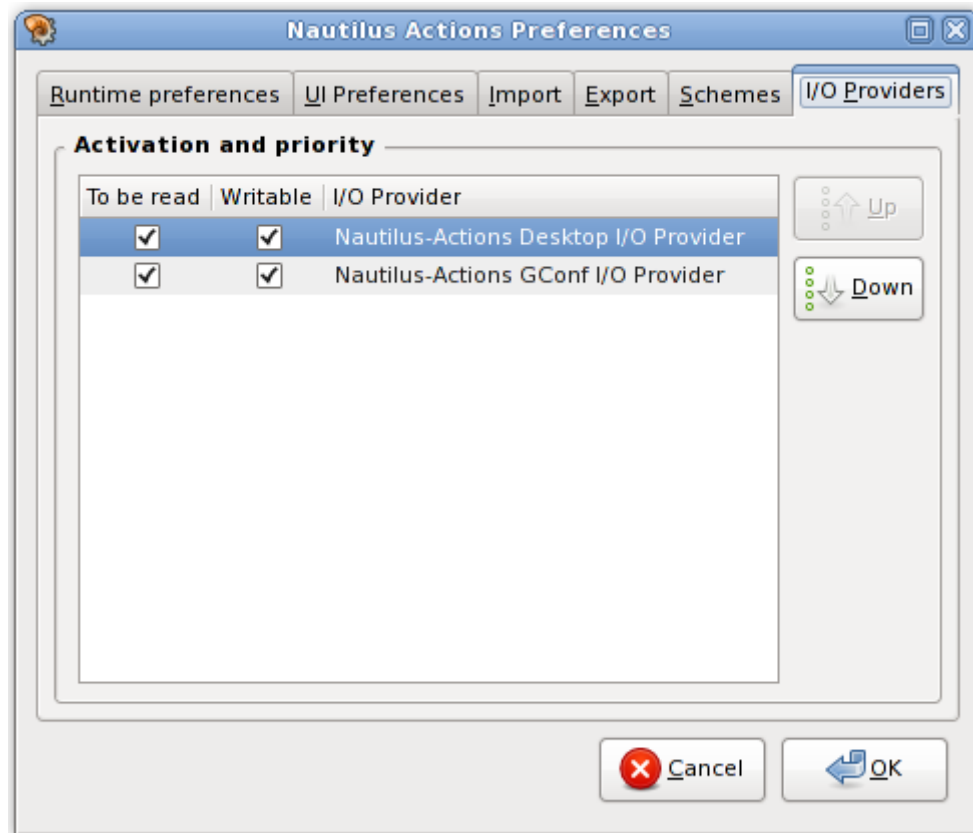 Nautilus Actions Preferences
Runtime preferences UI Preferences Import Export Schemes I/O Providers
Activation and priority
To be read Writable I/O Provider
Nautilus-Actions Desktop I/O Provider
Nautilus-Actions GConf I/O Provider
Up
Down
Cancel OK